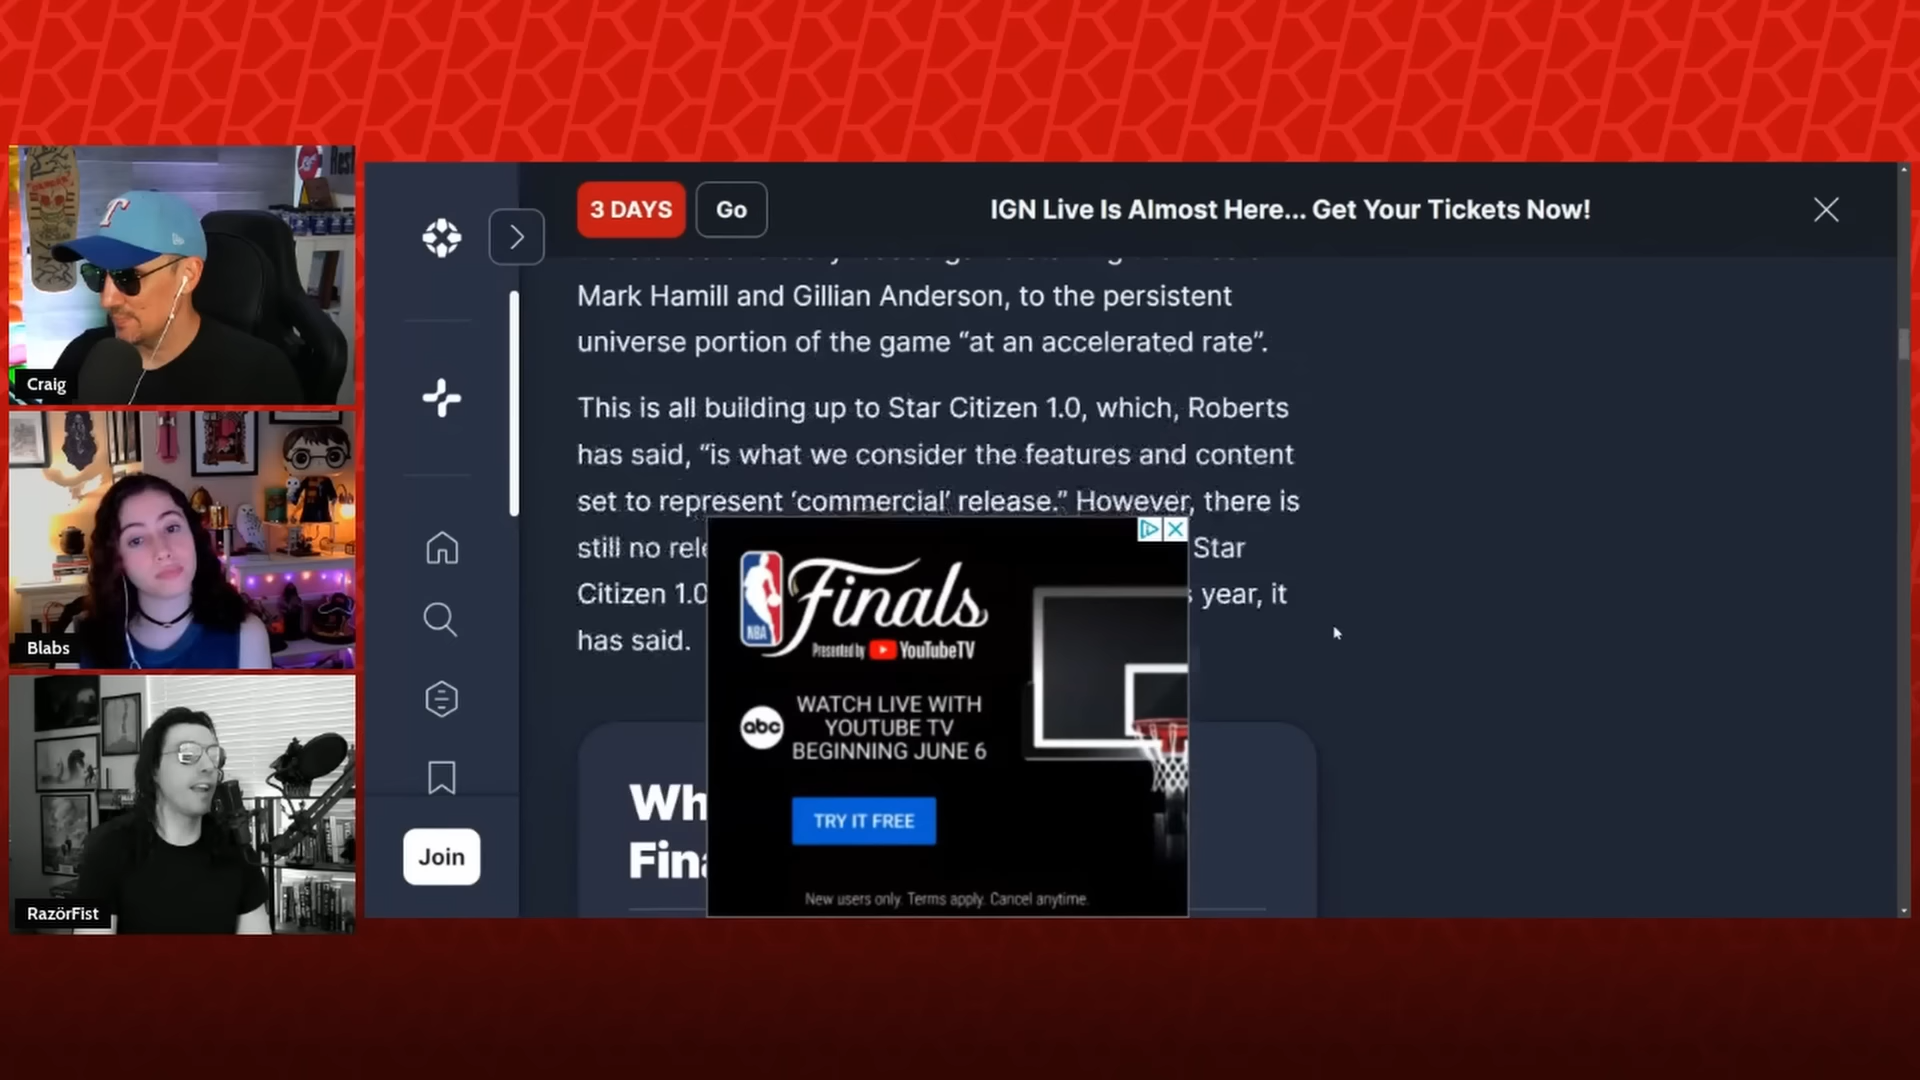 Rest
Craig
Blabs
RazörFist
3 DAYS
Go
IGN Live Is Almost Here... Get Your Tickets Now!
Mark Hamill and Gillian Anderson, to the persistent
universe portion of the game “at an accelerated rate”.
This is all building up to Star Citizen 1.0, which, Roberts
has said, “is what we consider the features and content
set to represent ‘commercial’ release.” However, there is
still no Star
Citizen 1.0 year, it
has said.
NBA
Finals
Presented by YouTubeTV
abc
WATCH LIVE WITH
YOUTUBE TV
BEGINNING JUNE 6
TRY IT FREE
New users only. Terms apply. Cancel anytime.
Join